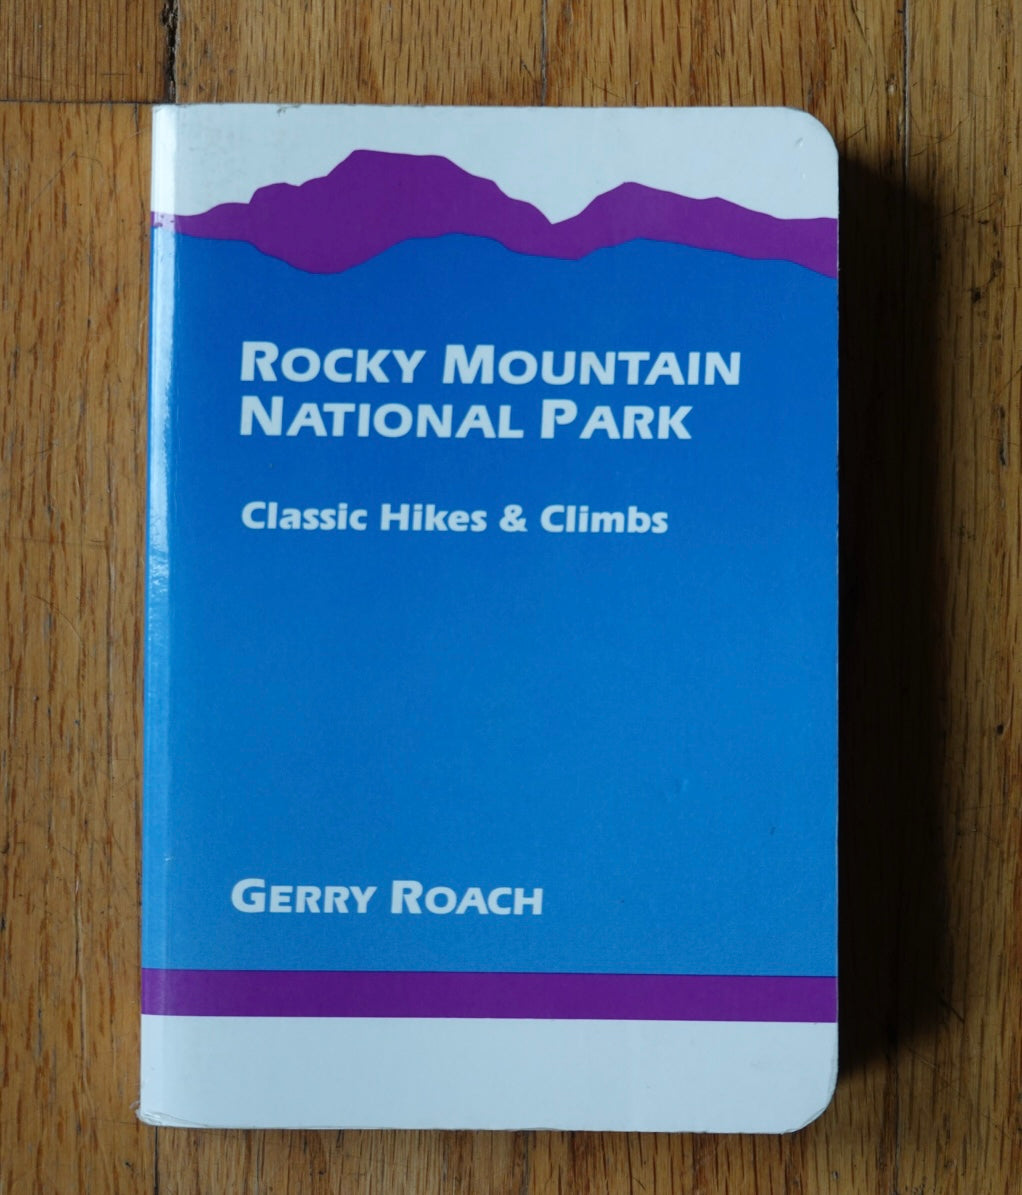 ROCKY MOUNTAIN
NATIONAL PARK
Classic Hikes & Climbs
GERRY ROACH